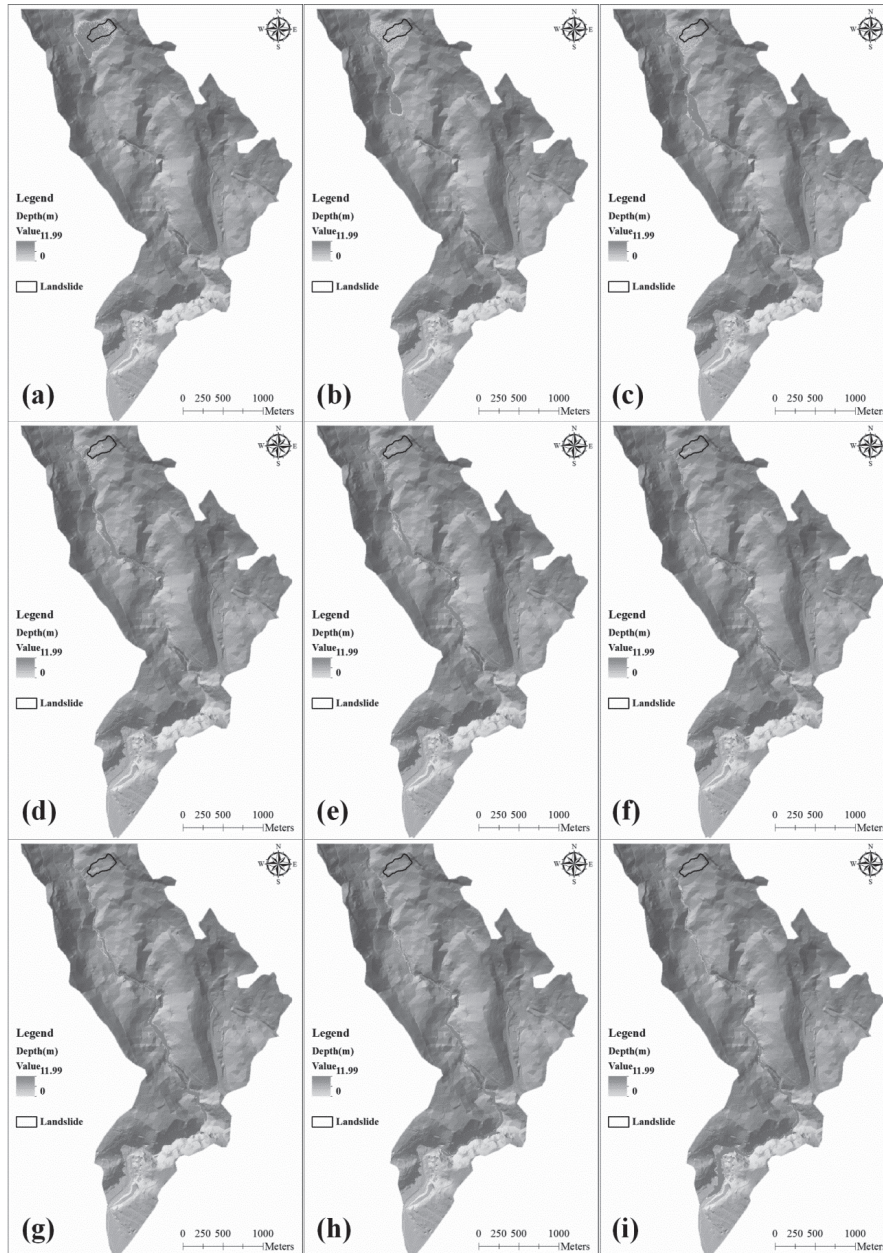 N
W E
S
Legend
Depth(m)
Value 11.99
0
Landslide
(a)
0 250 500 1000
Meters
N
W E
S
Legend
Depth(m)
Value 11.99
0
Landslide
(b)
0 250 500 1000
Meters
N
W E
S
Legend
Depth(m)
Value 11.99
0
Landslide
(c)
0 250 500 1000
Meters
N
W E
S
Legend
Depth(m)
Value 11.99
0
Landslide
(d)
0 250 500 1000
Meters
N
W E
S
Legend
Depth(m)
Value 11.99
0
Landslide
(e)
0 250 500 1000
Meters
N
W E
S
Legend
Depth(m)
Value 11.99
0
Landslide
(f)
0 250 500 1000
Meters
N
W E
S
Legend
Depth(m)
Value 11.99
0
Landslide
(g)
0 250 500 1000
Meters
N
W E
S
Legend
Depth(m)
Value 11.99
0
Landslide
(h)
0 250 500 1000
Meters
N
W E
S
Legend
Depth(m)
Value 11.99
0
Landslide
(i)
0 250 500 1000
Meters